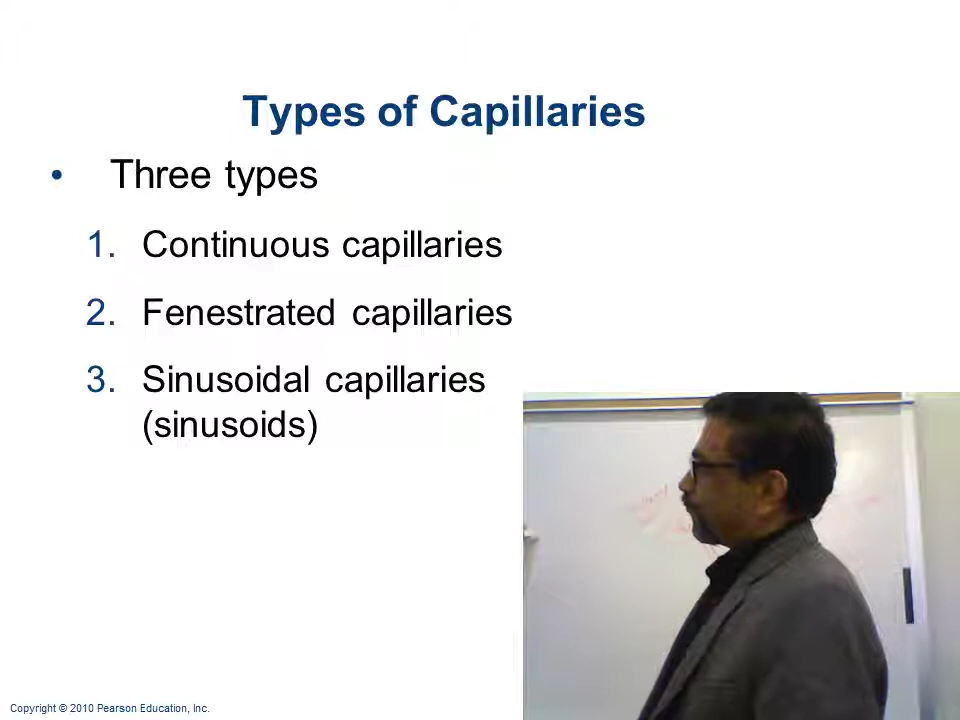 Types of Capillaries
• Three types
1. Continuous capillaries
2. Fenestrated capillaries
3. Sinusoidal capillaries
(sinusoids)
Copyright © 2010 Pearson Education, Inc.